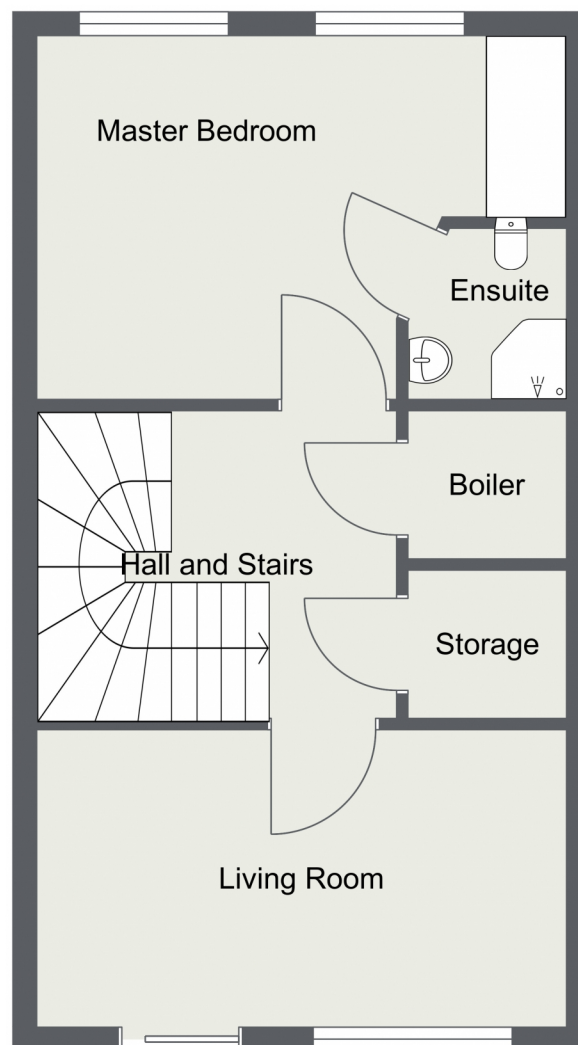 Master Bedroom
Ensuite
Boiler
Hall and Stairs
Storage
Living Room